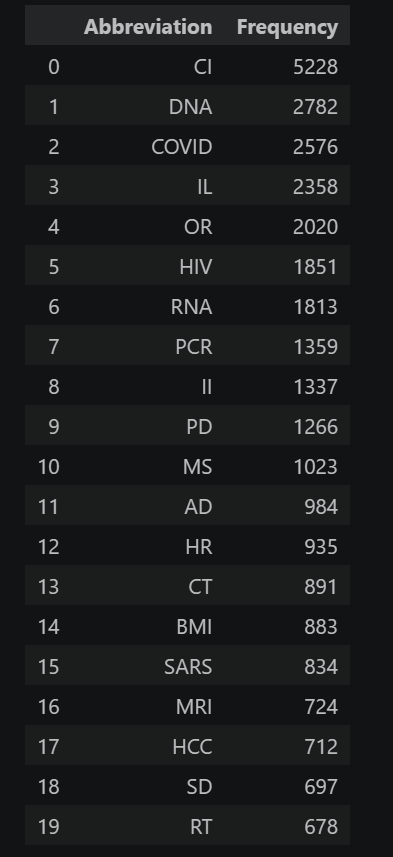 Abbreviation Frequency
0 CI 5228
1 DNA 2782
2 COVID 2576
3 IL 2358
4 OR 2020
5 HIV 1851
6 RNA 1813
7 PCR 1359
8 II 1337
9 PD 1266
10 MS 1023
11 AD 984
12 HR 935
13 CT 891
14 BMI 883
15 SARS 834
16 MRI 724
17 HCC 712
18 SD 697
19 RT 678